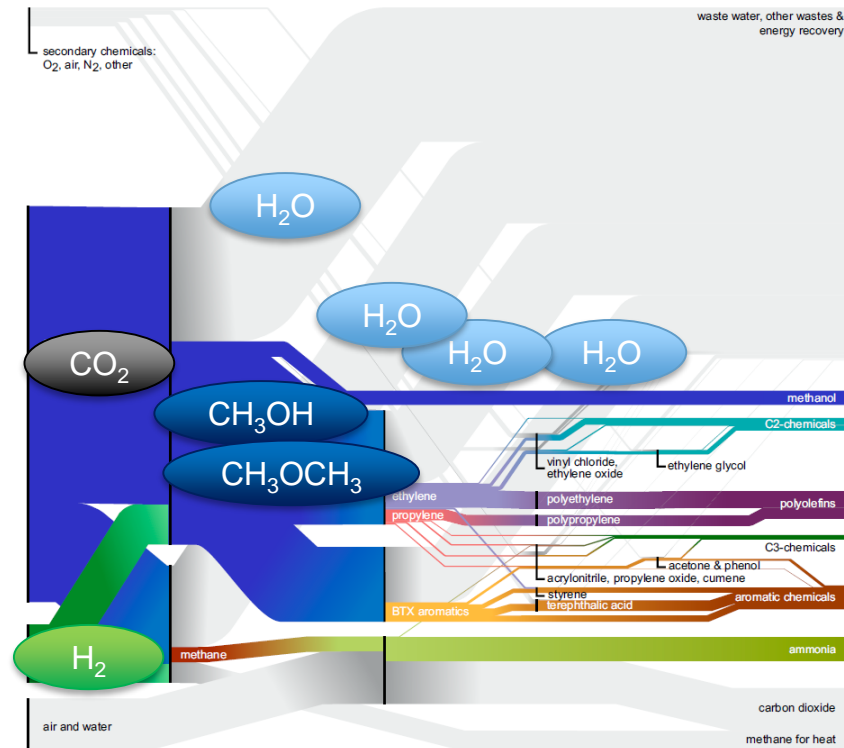 waste water, other wastes &
energy recovery
secondary chemicals:
O₂, air, N₂, other
H₂O
H₂O
H₂O
H₂O
CO₂
CH₃OH
methanol
C2-chemicals
vinyl chloride,
ethylene oxide
ethylene glycol
CH₃OCH₃
ethylene
polyethylene
polyolefins
propylene
polypropylene
C3-chemicals
acetone & phenol
acrylonitrile, propylene oxide, cumene
styrene
aromatic chemicals
BTX aromatics
terephthalic acid
H₂
methane
ammonia
carbon dioxide
air and water
methane for heat